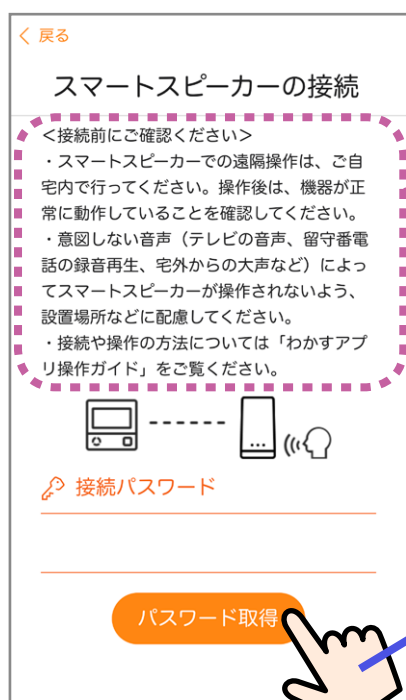 戻る
スマートスピーカーの接続
＜接続前にご確認ください＞
・スマートスピーカーでの遠隔操作は、ご自
宅内で行ってください。操作後は、機器が正
常に動作していることを確認してください。
・意図しない音声（テレビの音声、留守番電
話の録音再生、宅外からの大声など）によっ
てスマートスピーカーが操作されないよう、
設置場所などに配慮してください。
・接続や操作の方法については「わかすアプ
リ操作ガイド」をご覧ください。
接続パスワード
パスワード取得